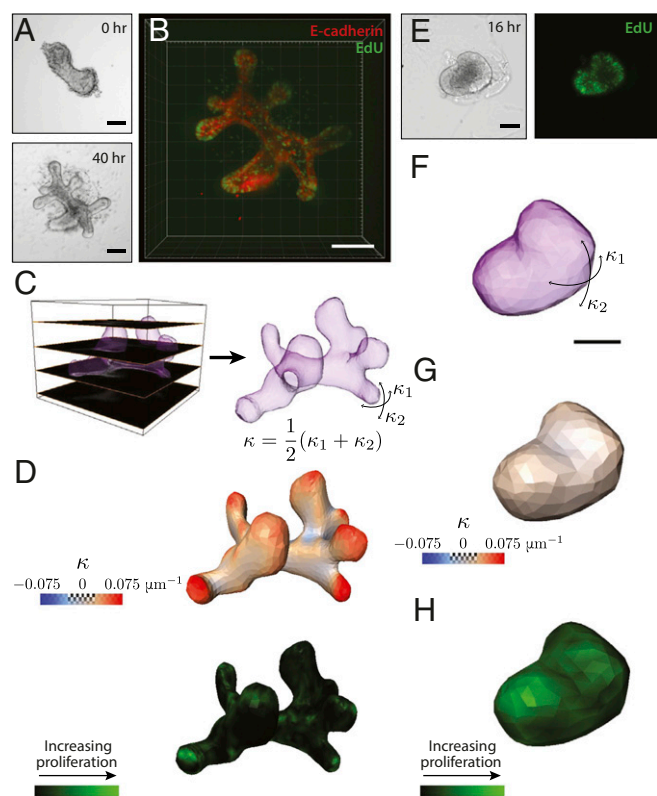 A
0 hr
40 hr
B
E-cadherin
EdU
E
16 hr
EdU
F
κ₁
κ₂
C
κ₁
κ₂
κ = 1/2 (κ₁ + κ₂)
G
κ
−0.075 0 0.075 μm⁻¹
D
κ
−0.075 0 0.075 μm⁻¹
H
Increasing
proliferation
Increasing
proliferation